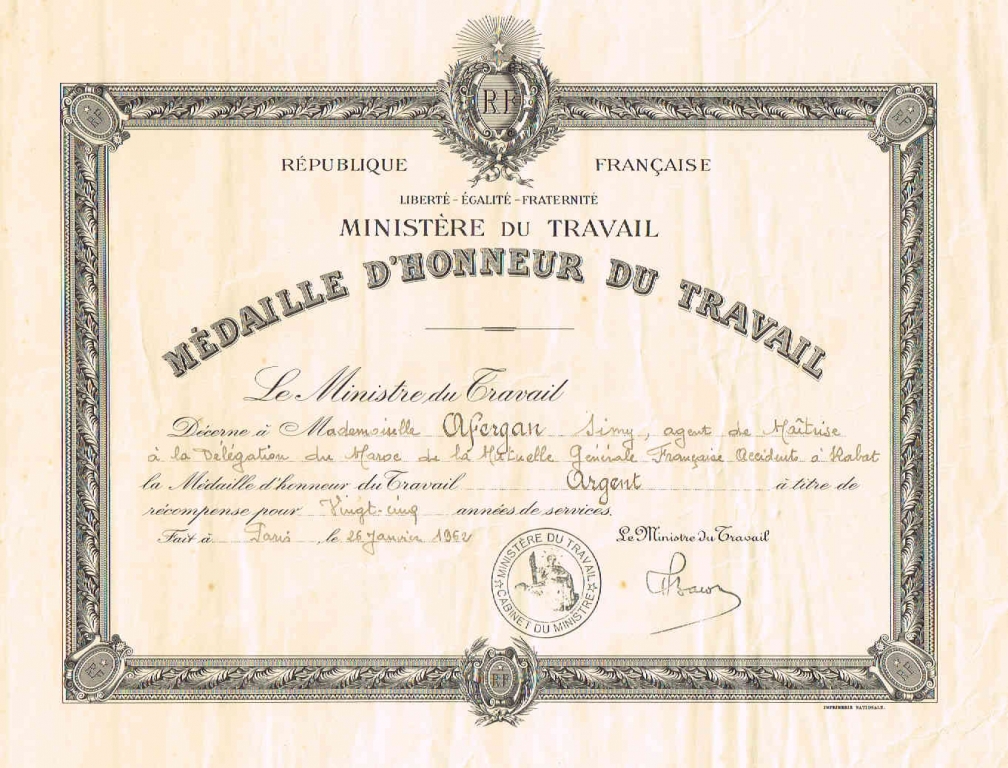 RF
RÉPUBLIQUE FRANÇAISE
LIBERTÉ - ÉGALITÉ - FRATERNITÉ
MINISTÈRE DU TRAVAIL
MÉDAILLE D'HONNEUR DU TRAVAIL
Le Ministre du Travail
Décerne à Mademoiselle Afergan Simy, agent de Maîtrise
à la Délégation du Maroc de la Mutuelle Générale Française Accidents à Rabat
la Médaille d'honneur du Travail Argent à titre de
récompense pour Vingt-cinq années de services.
Fait à Paris, le 26 Janvier 1962
Le Ministre du Travail
MINISTÈRE DU TRAVAIL
CABINET DU MINISTRE
RF
IMPRIMERIE NATIONALE.